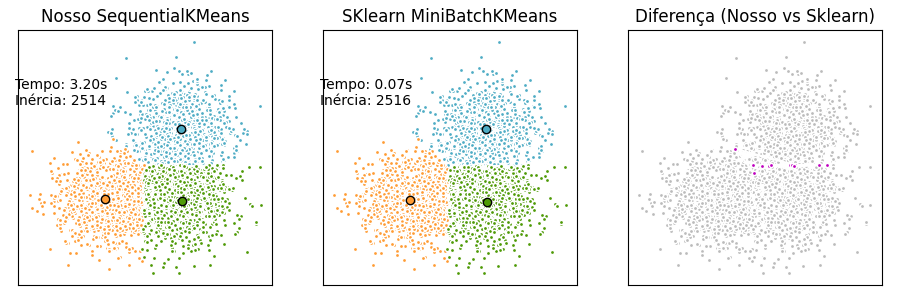 Nosso SequentialKMeans
SKlearn MiniBatchKMeans
Diferença (Nosso vs Sklearn)
Tempo: 3.20s
Inércia: 2514
Tempo: 0.07s
Inércia: 2516